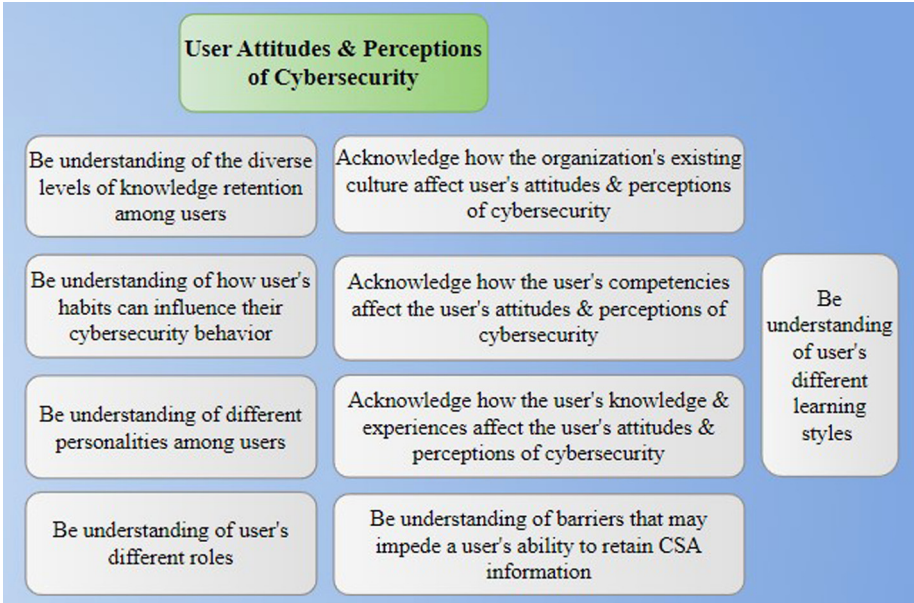 User Attitudes & Perceptions
of Cybersecurity
Be understanding of the diverse
levels of knowledge retention
among users
Acknowledge how the organization's existing
culture affect user's attitudes & perceptions
of cybersecurity
Be understanding of how user's
habits can influence their
cybersecurity behavior
Acknowledge how the user's competencies
affect the user's attitudes & perceptions of
cybersecurity
Be
understanding
of user's
different
learning
styles
Be understanding of different
personalities among users
Acknowledge how the user's knowledge &
experiences affect the user's attitudes &
perceptions of cybersecurity
Be understanding of user's
different roles
Be understanding of barriers that may
impede a user's ability to retain CSA
information